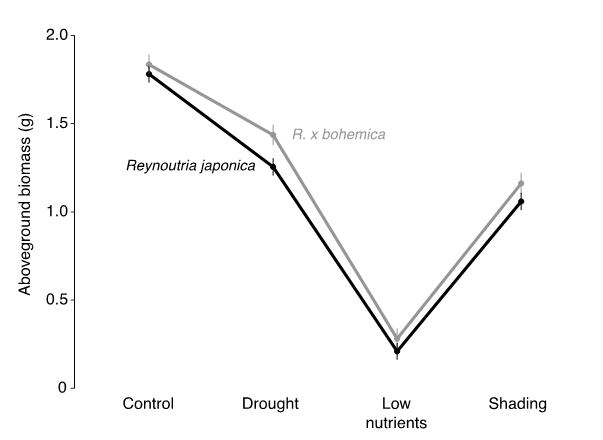 2.0
1.5
1.0
0.5
0
Aboveground biomass (g)
R. x bohemica
Reynoutria japonica
Control
Drought
Low
nutrients
Shading